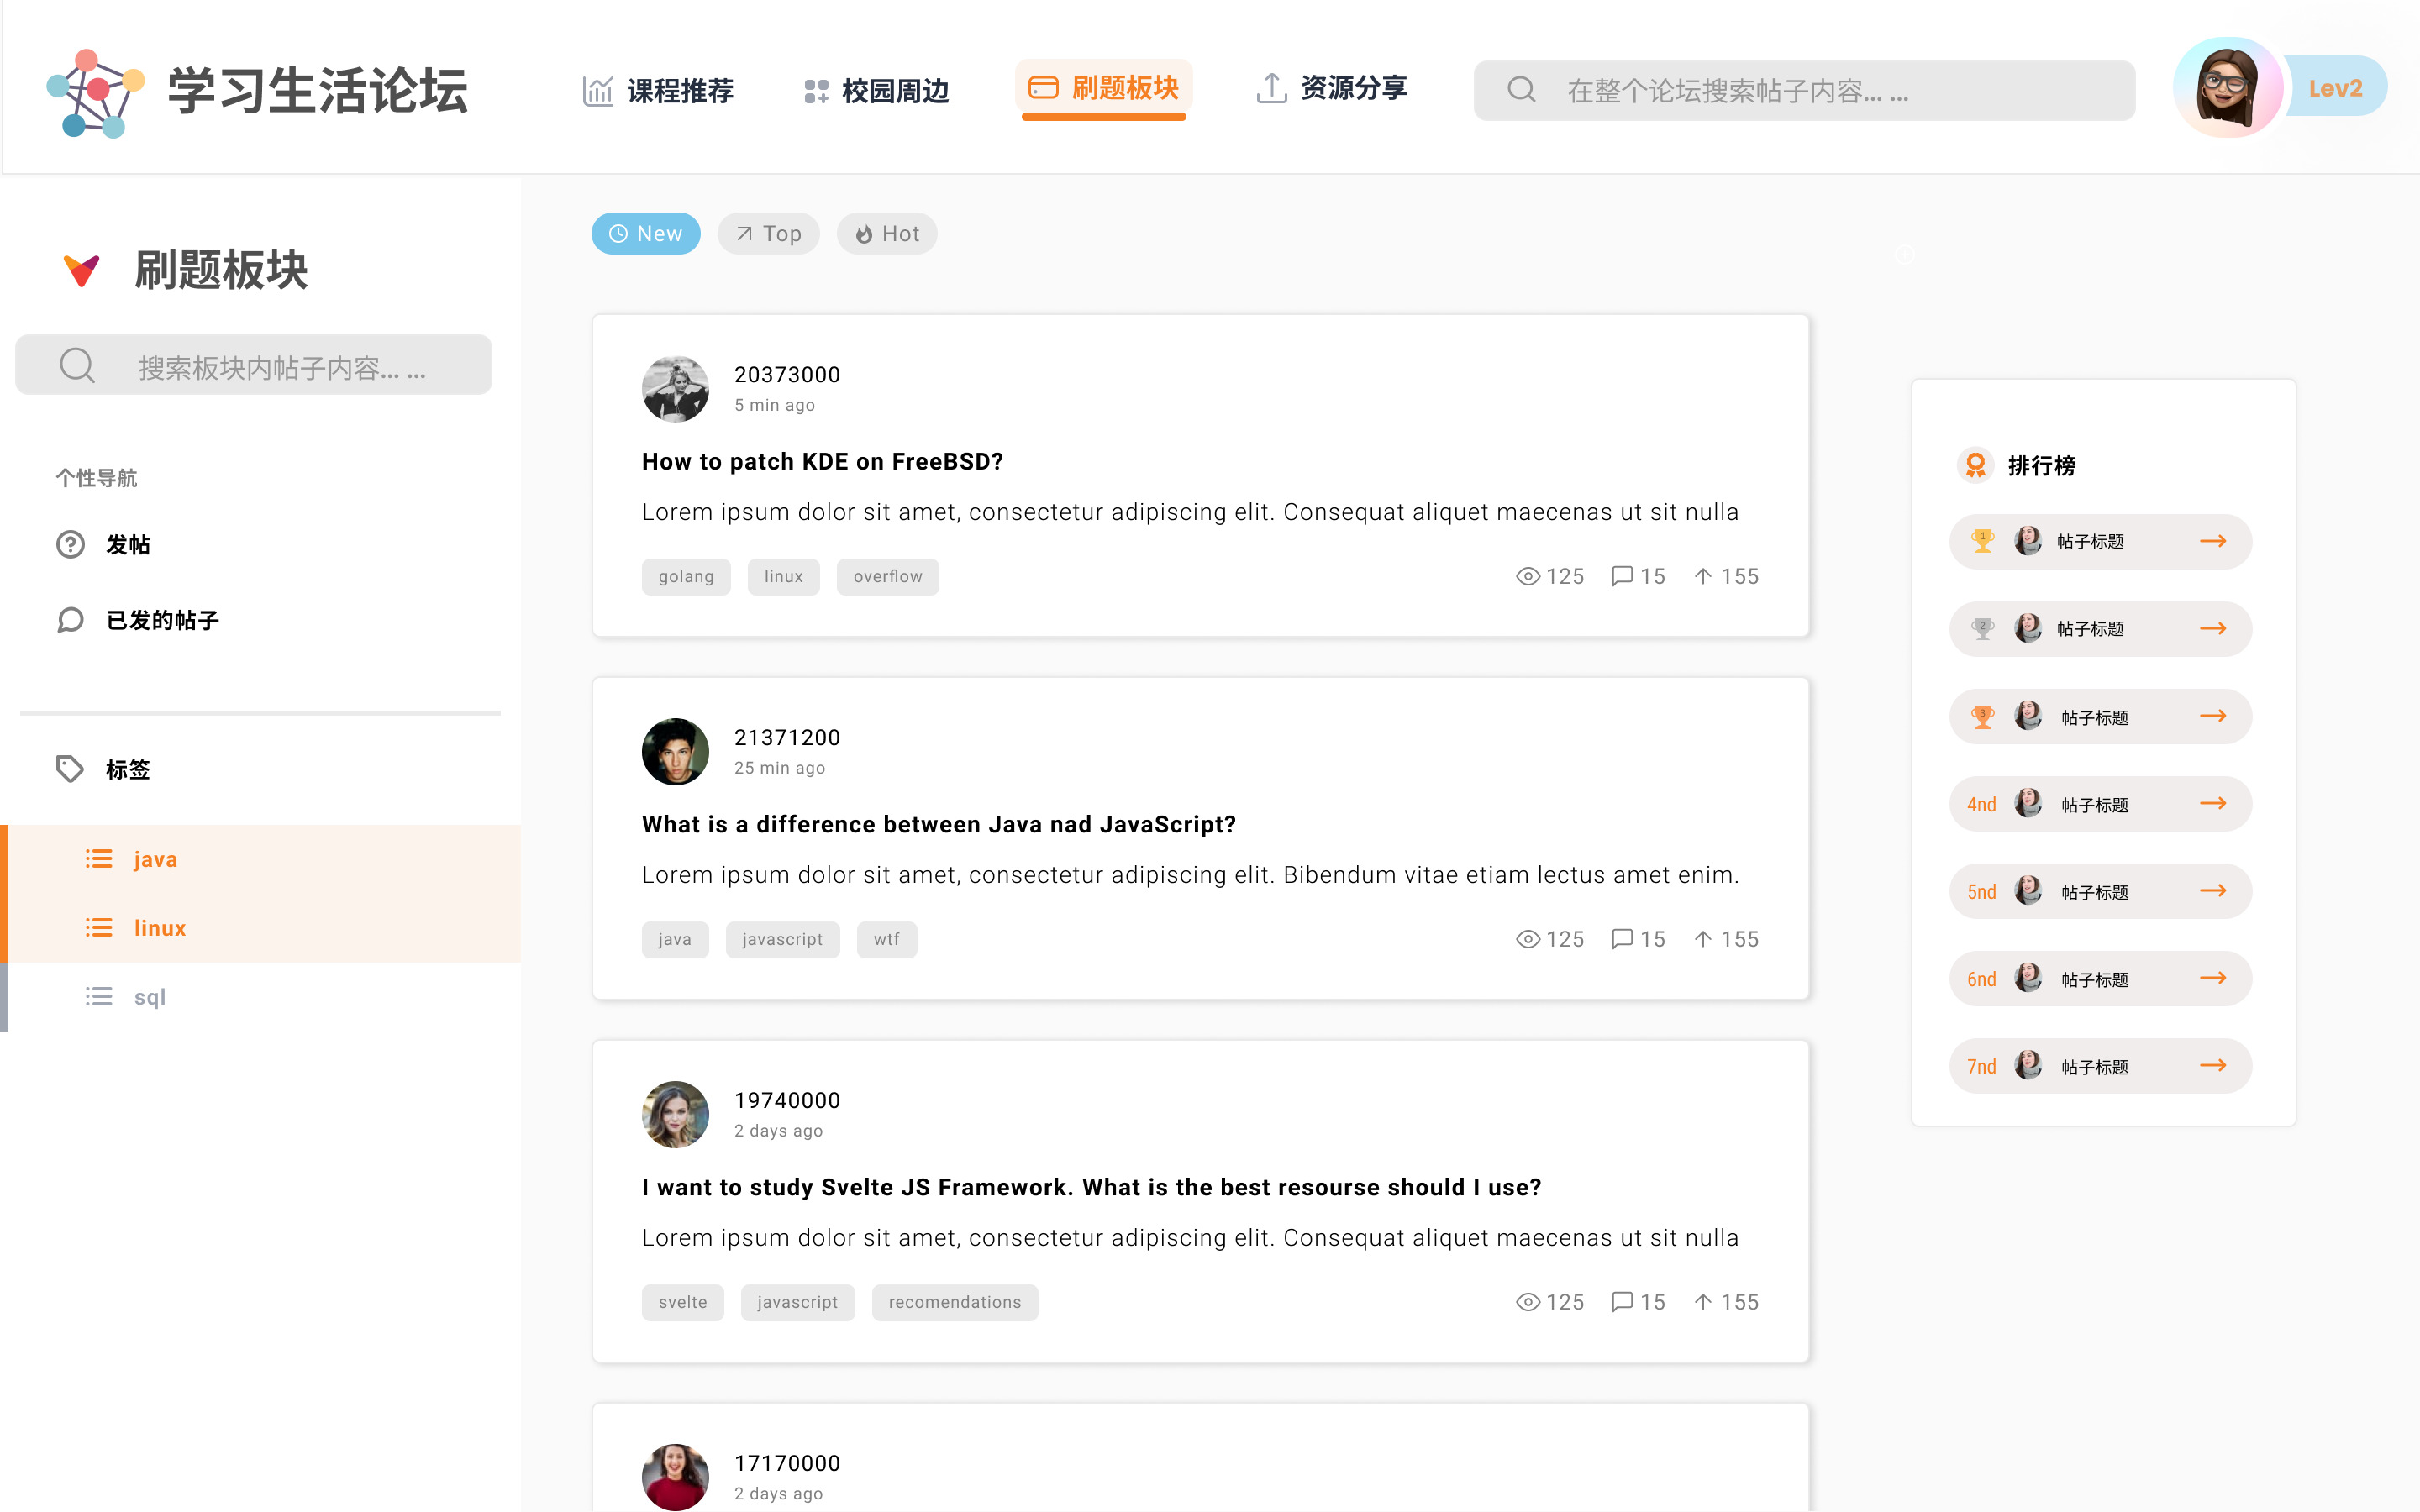 学习生活论坛
课程推荐
校园周边
刷题板块
资源分享
在整个论坛搜索帖子内容... ...
Lev2
刷题板块
搜索板块内帖子内容... ...
个性导航
发帖
已发的帖子
标签
java
linux
sql
New
Top
Hot
20373000
5 min ago
How to patch KDE on FreeBSD?
Lorem ipsum dolor sit amet, consectetur adipiscing elit. Consequat aliquet maecenas ut sit nulla
golang linux overflow 125 15 155
21371200
25 min ago
What is a difference between Java nad JavaScript?
Lorem ipsum dolor sit amet, consectetur adipiscing elit. Bibendum vitae etiam lectus amet enim.
java javascript wtf 125 15 155
19740000
2 days ago
I want to study Svelte JS Framework. What is the best resourse should I use?
Lorem ipsum dolor sit amet, consectetur adipiscing elit. Consequat aliquet maecenas ut sit nulla
svelte javascript recomendations 125 15 155
17170000
2 days ago
排行榜
1 帖子标题
2 帖子标题
3 帖子标题
4nd 帖子标题
5nd 帖子标题
6nd 帖子标题
7nd 帖子标题